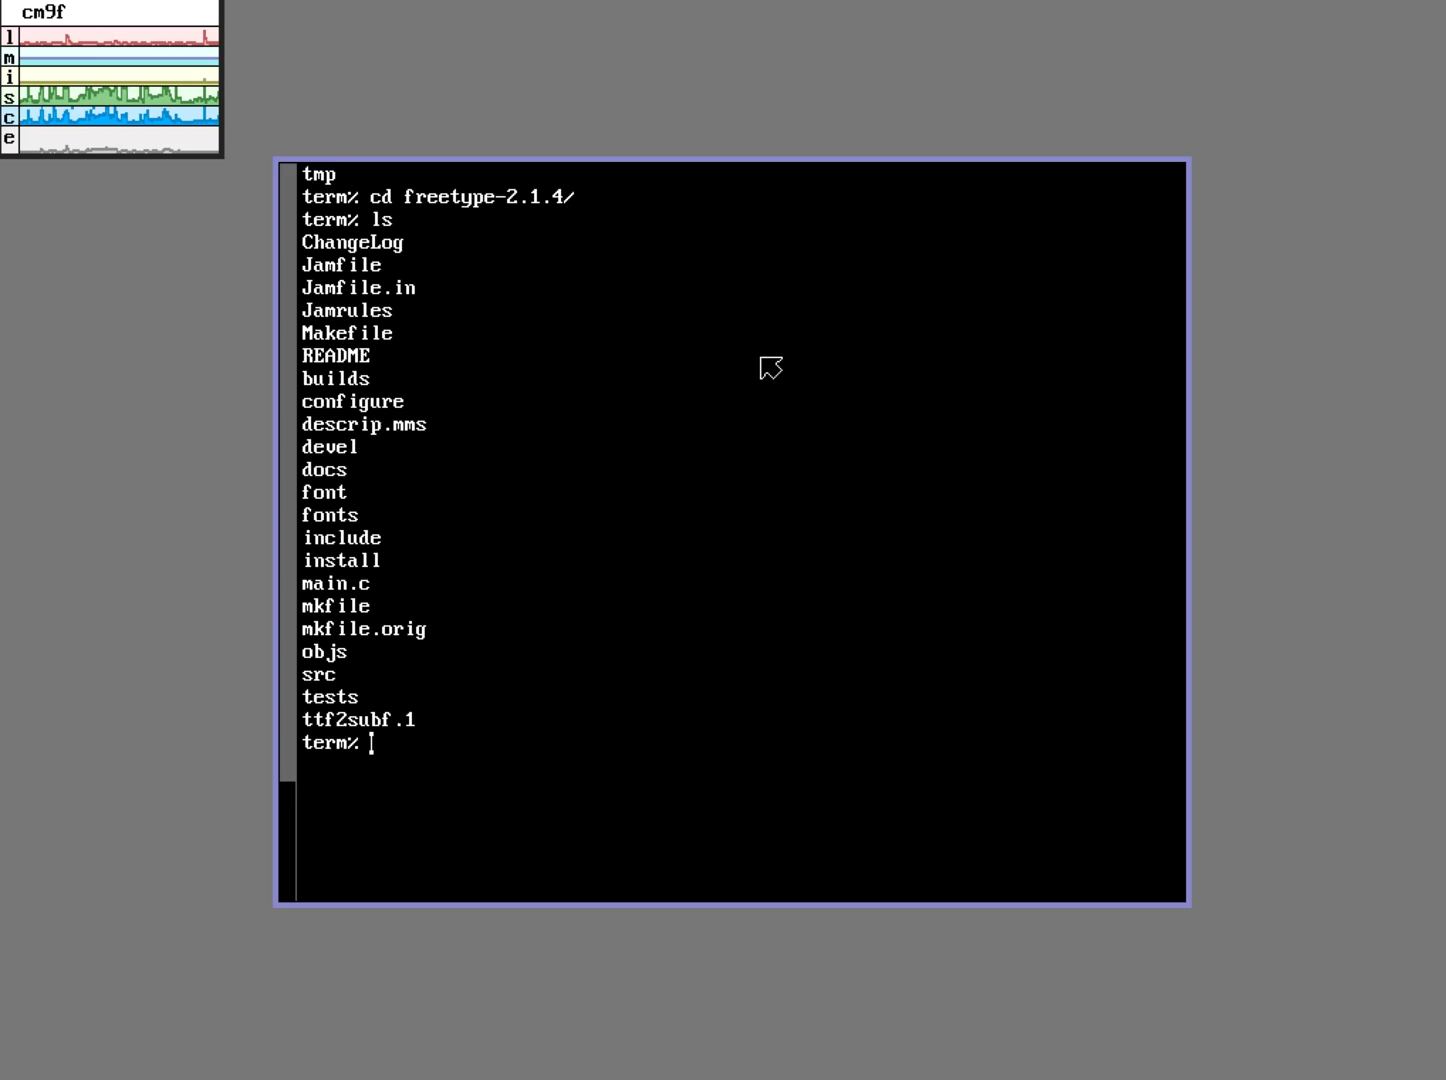 cm9f
l
m
i
s
c
e
tmp
term% cd freetype-2.1.4/
term% ls
ChangeLog
Jamfile
Jamfile.in
Jamrules
Makefile
README
builds
configure
descrip.mms
devel
docs
font
fonts
include
install
main.c
mkfile
mkfile.orig
objs
src
tests
ttf2subf.1
term%